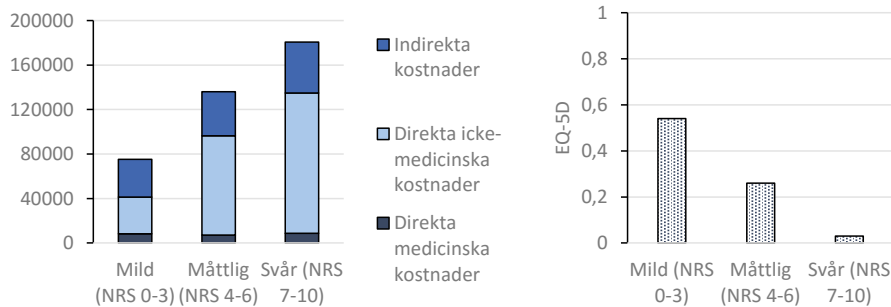 200000
160000
120000
80000
40000
0
Mild
(NRS 0-3)
Måttlig
(NRS 4-6)
Svår (NRS
7-10)
Indirekta
kostnader
Direkta icke-
medicinska
kostnader
Direkta
medicinska
kostnader
EQ-5D
1
0,8
0,6
0,4
0,2
0
Mild (NRS
0-3)
Måttlig
(NRS 4-6)
Svår (NRS
7-10)